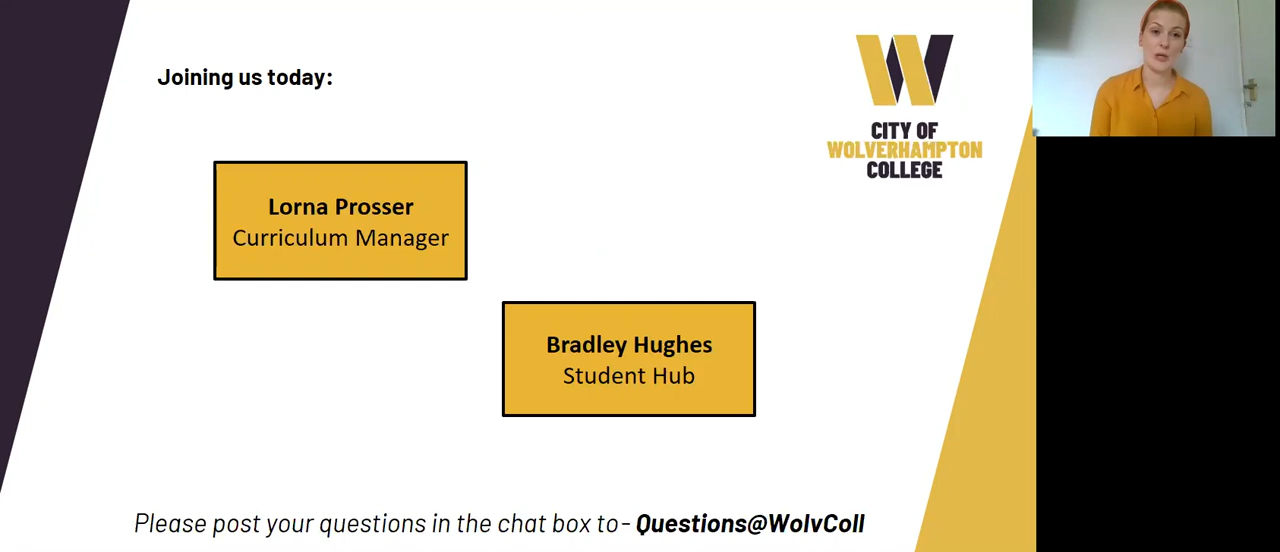 Joining us today:
CITY OF
WOLVERHAMPTON
COLLEGE
Lorna Prosser
Curriculum Manager
Bradley Hughes
Student Hub
Please post your questions in the chat box to - Questions@WolvColl